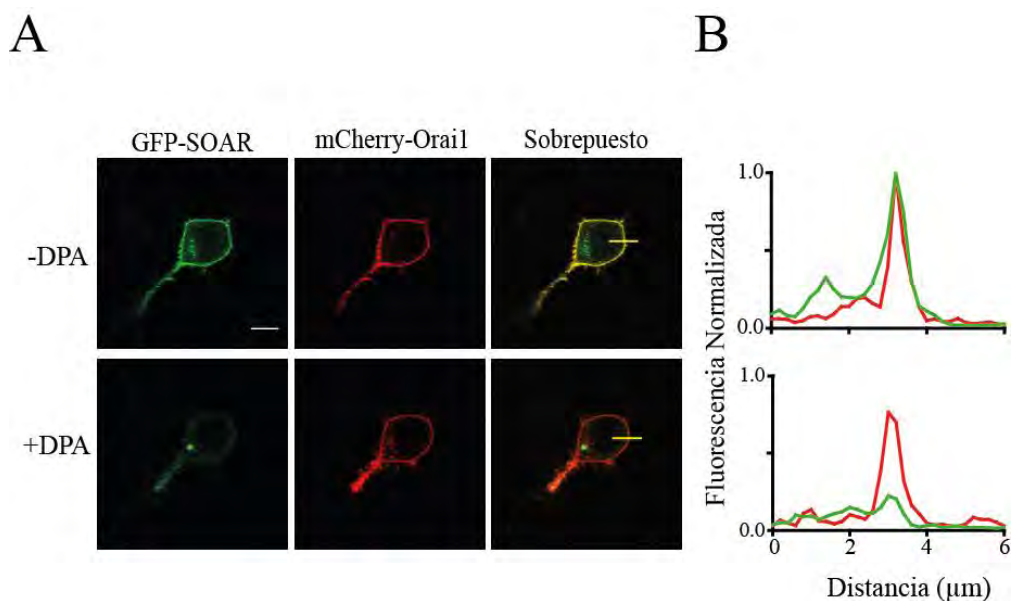 A
B
GFP-SOAR
mCherry-Orai1
Sobrepuesto
-DPA
+DPA
Fluorescencia Normalizada
1.0
0.0
1.0
0.0
0 2 4 6
Distancia (µm)